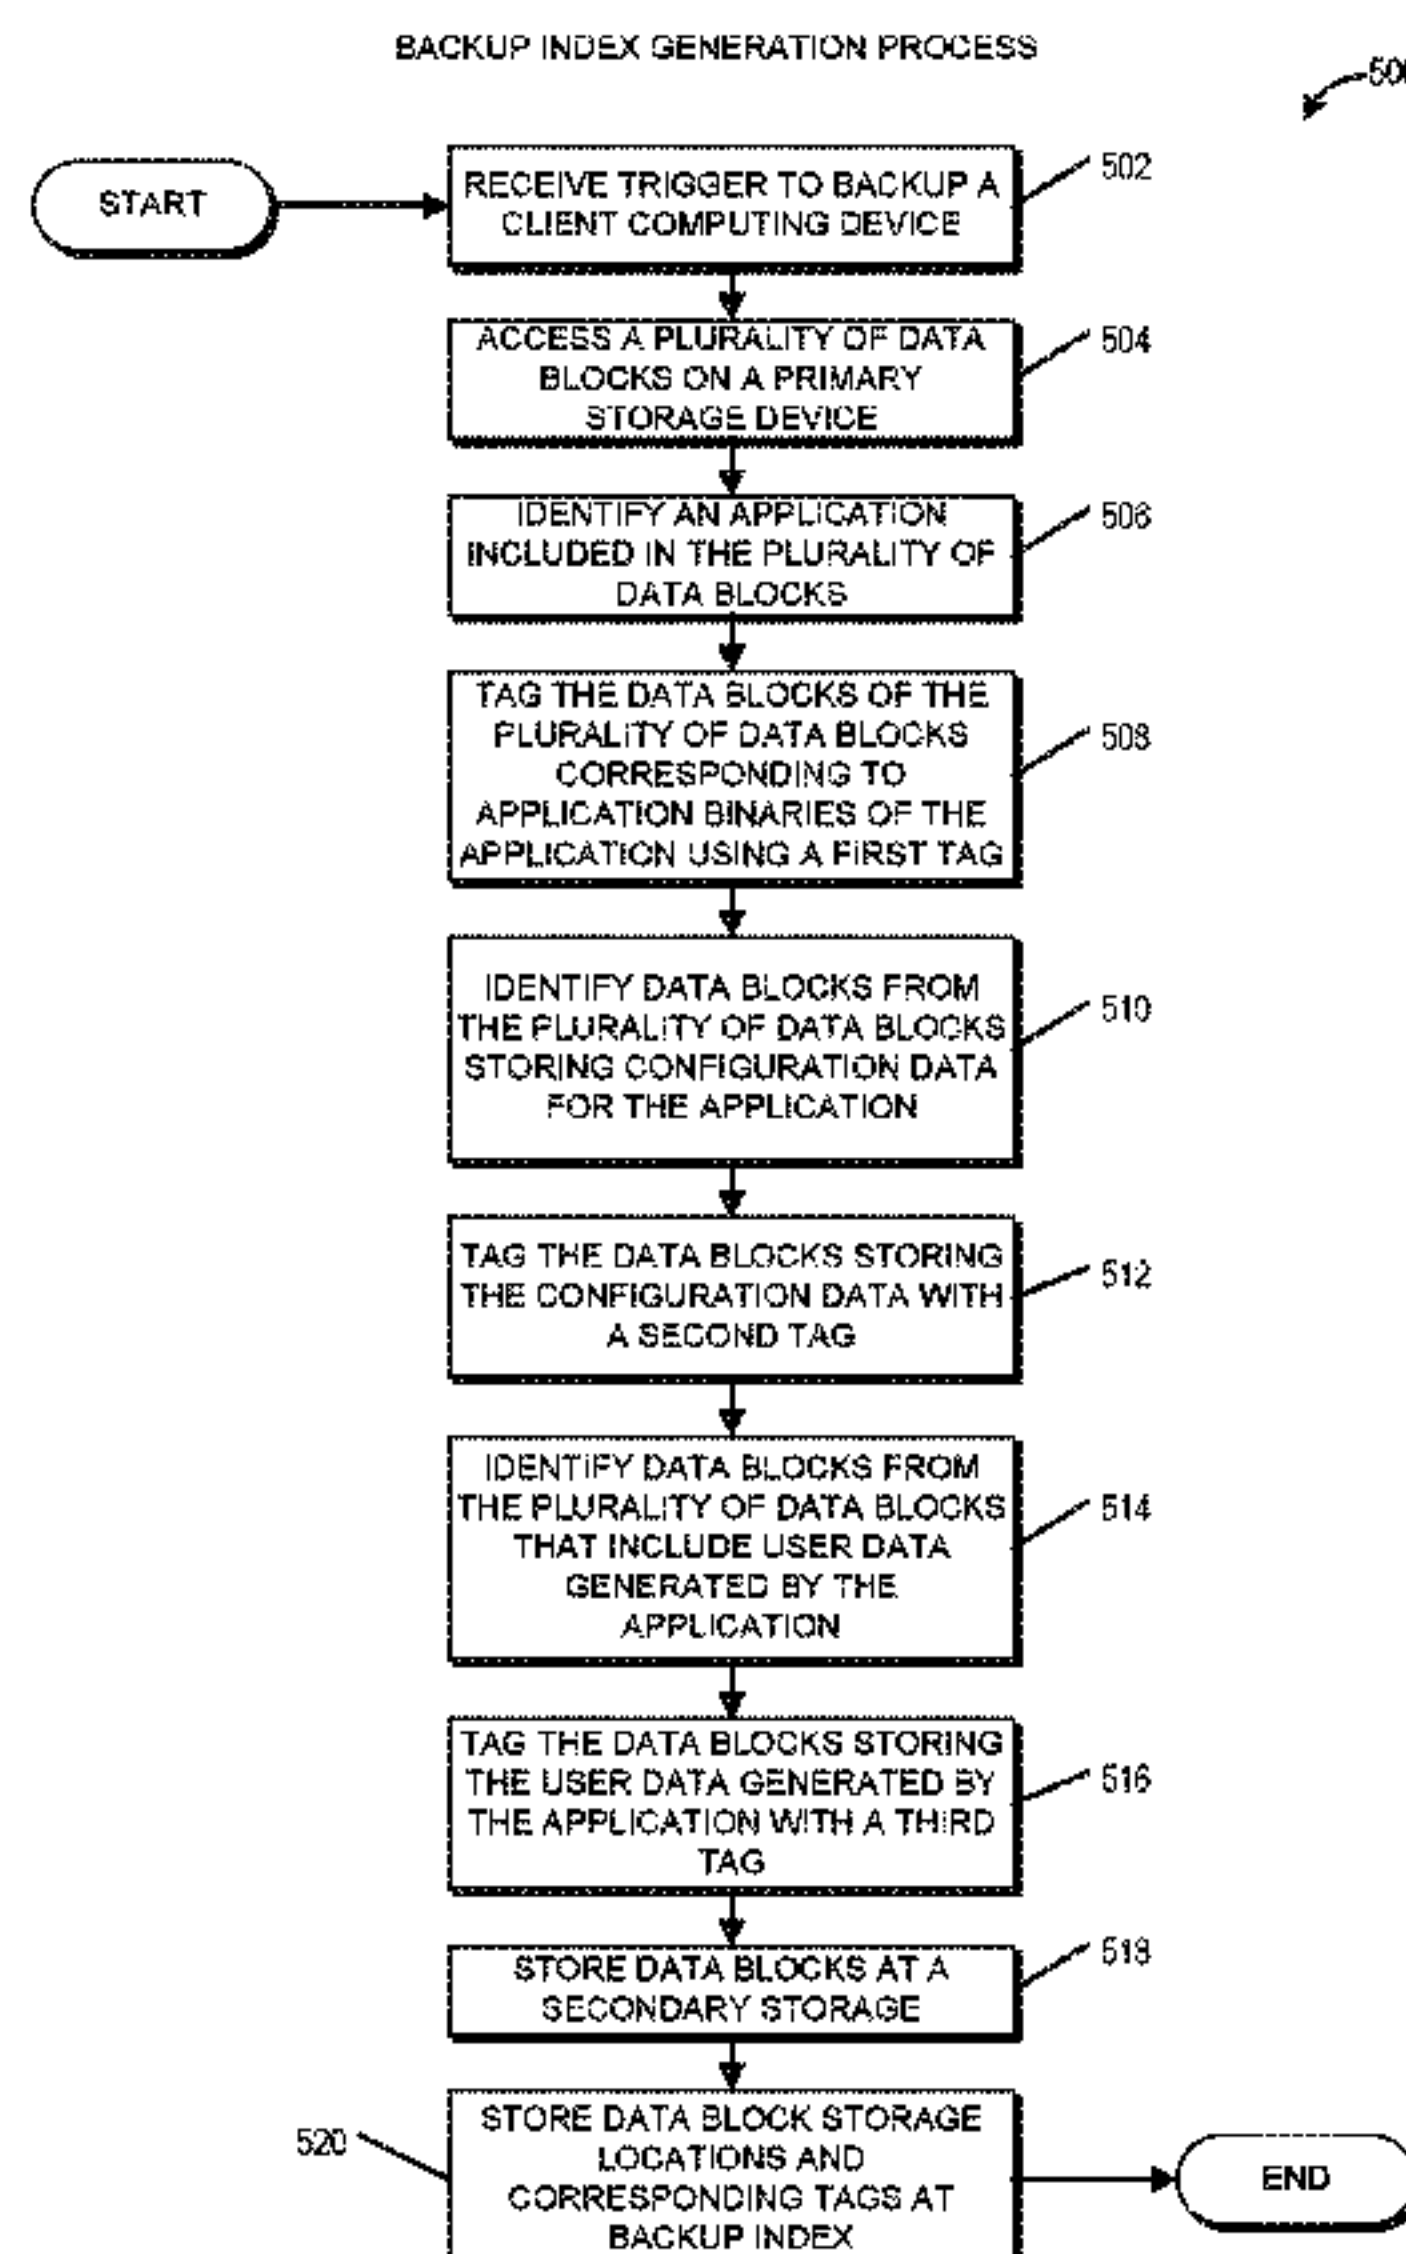 BACKUP INDEX GENERATION PROCESS
START
RECEIVE TRIGGER TO BACKUP A
CLIENT COMPUTING DEVICE
502
ACCESS A PLURALITY OF DATA
BLOCKS ON A PRIMARY
STORAGE DEVICE
504
IDENTIFY AN APPLICATION
INCLUDED IN THE PLURALITY OF
DATA BLOCKS
506
TAG THE DATA BLOCKS OF THE
PLURALITY OF DATA BLOCKS
CORRESPONDING TO
APPLICATION BINARIES OF THE
APPLICATION USING A FIRST TAG
508
IDENTIFY DATA BLOCKS FROM
THE PLURALITY OF DATA BLOCKS
STORING CONFIGURATION DATA
FOR THE APPLICATION
510
TAG THE DATA BLOCKS STORING
THE CONFIGURATION DATA WITH
A SECOND TAG
512
IDENTIFY DATA BLOCKS FROM
THE PLURALITY OF DATA BLOCKS
THAT INCLUDE USER DATA
GENERATED BY THE
APPLICATION
514
TAG THE DATA BLOCKS STORING
THE USER DATA GENERATED BY
THE APPLICATION WITH A THIRD
TAG
516
STORE DATA BLOCKS AT A
SECONDARY STORAGE
518
520
STORE DATA BLOCK STORAGE
LOCATIONS AND
CORRESPONDING TAGS AT
BACKUP INDEX
END